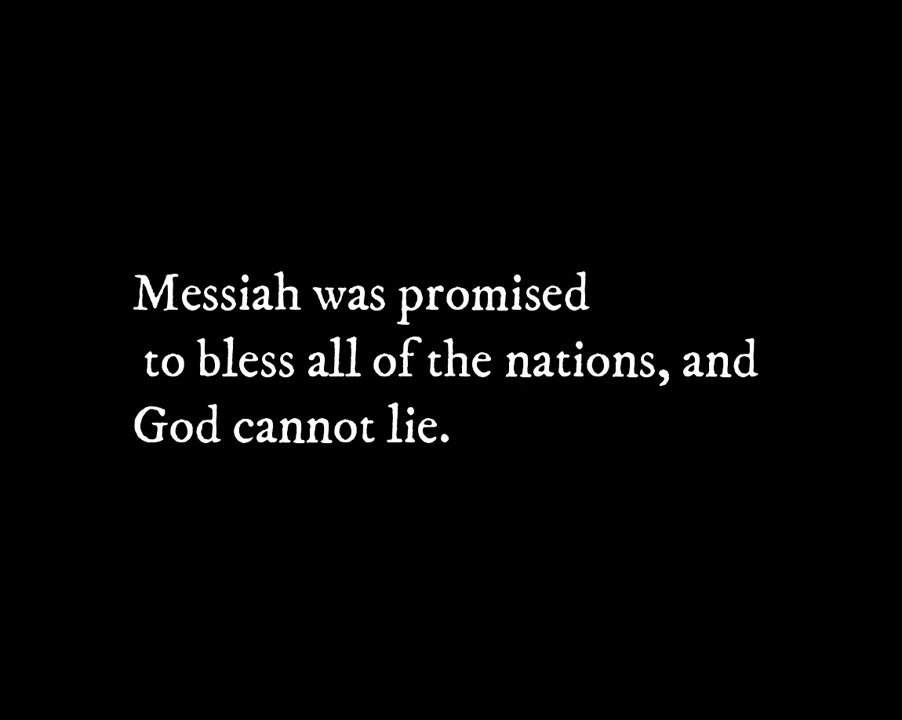 Messiah was promised
to bless all of the nations, and
God cannot lie.